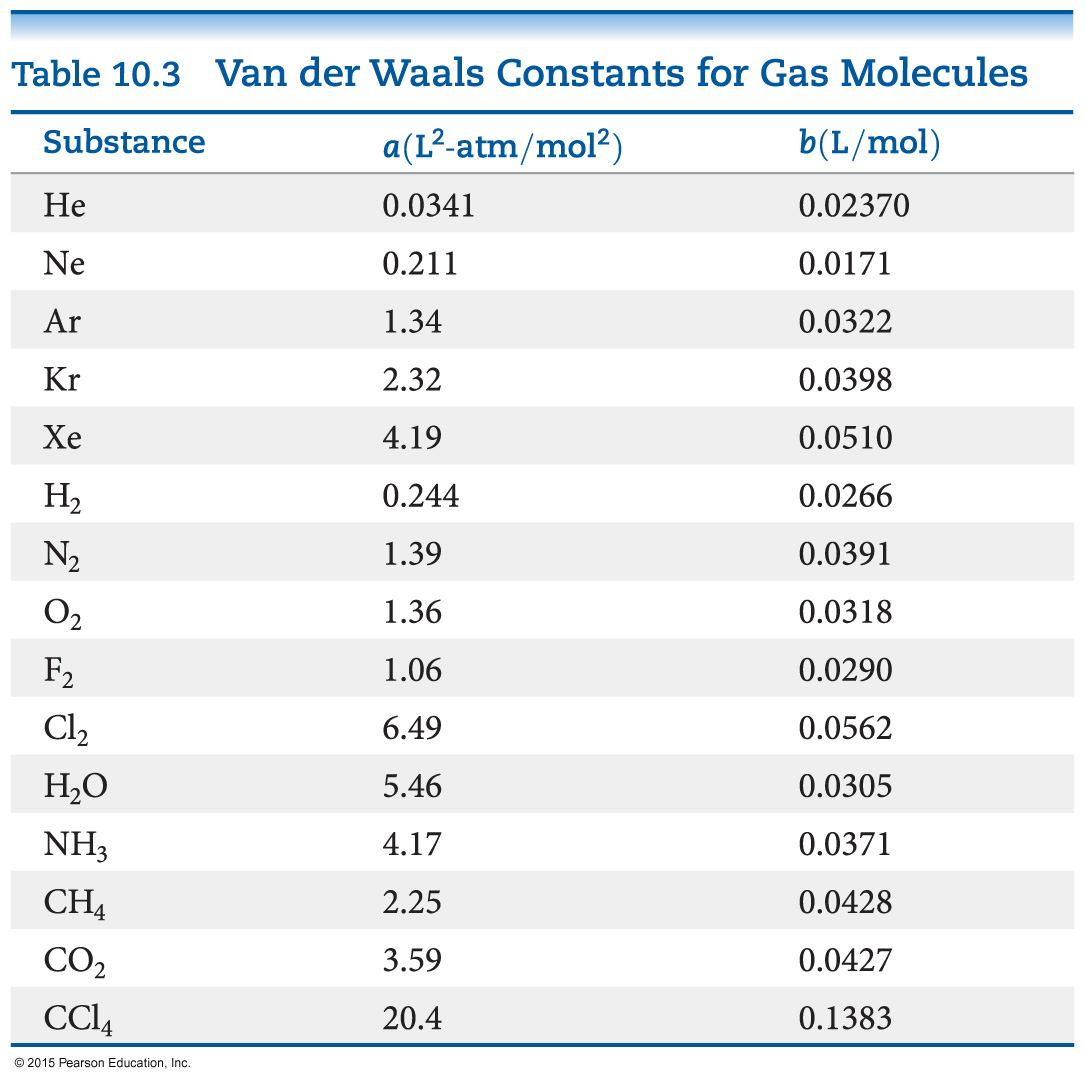 Table 10.3 Van der Waals Constants for Gas Molecules
Substance a(L²-atm/mol²) b(L/mol)
He 0.0341 0.02370
Ne 0.211 0.0171
Ar 1.34 0.0322
Kr 2.32 0.0398
Xe 4.19 0.0510
H₂ 0.244 0.0266
N₂ 1.39 0.0391
O₂ 1.36 0.0318
F₂ 1.06 0.0290
Cl₂ 6.49 0.0562
H₂O 5.46 0.0305
NH₃ 4.17 0.0371
CH₄ 2.25 0.0428
CO₂ 3.59 0.0427
CCl₄ 20.4 0.1383
© 2015 Pearson Education, Inc.